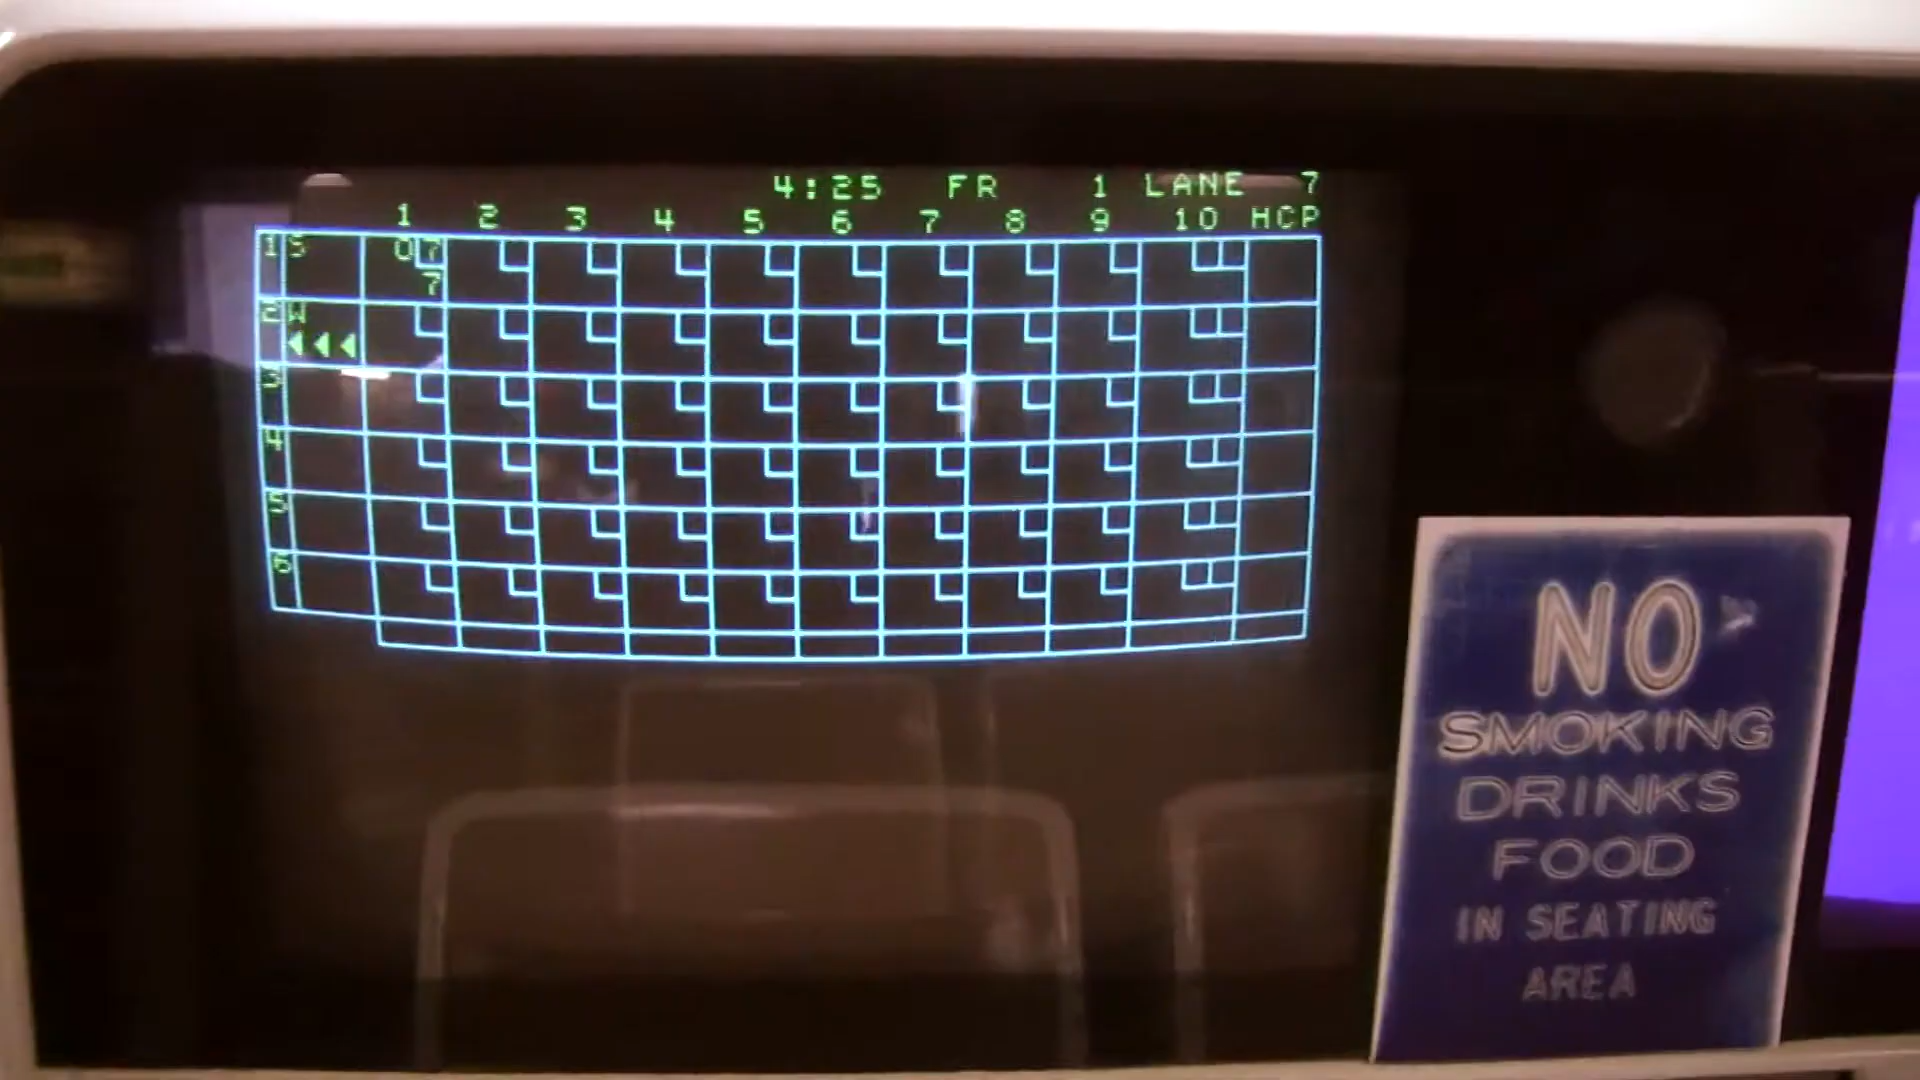 4:25 FR 1 LANE 7
1 2 3 4 5 6 7 8 9 10 HCP
1 S 0 7
7
2 W
3
4
5
6
NO
SMOKING
DRINKS
FOOD
IN SEATING
AREA